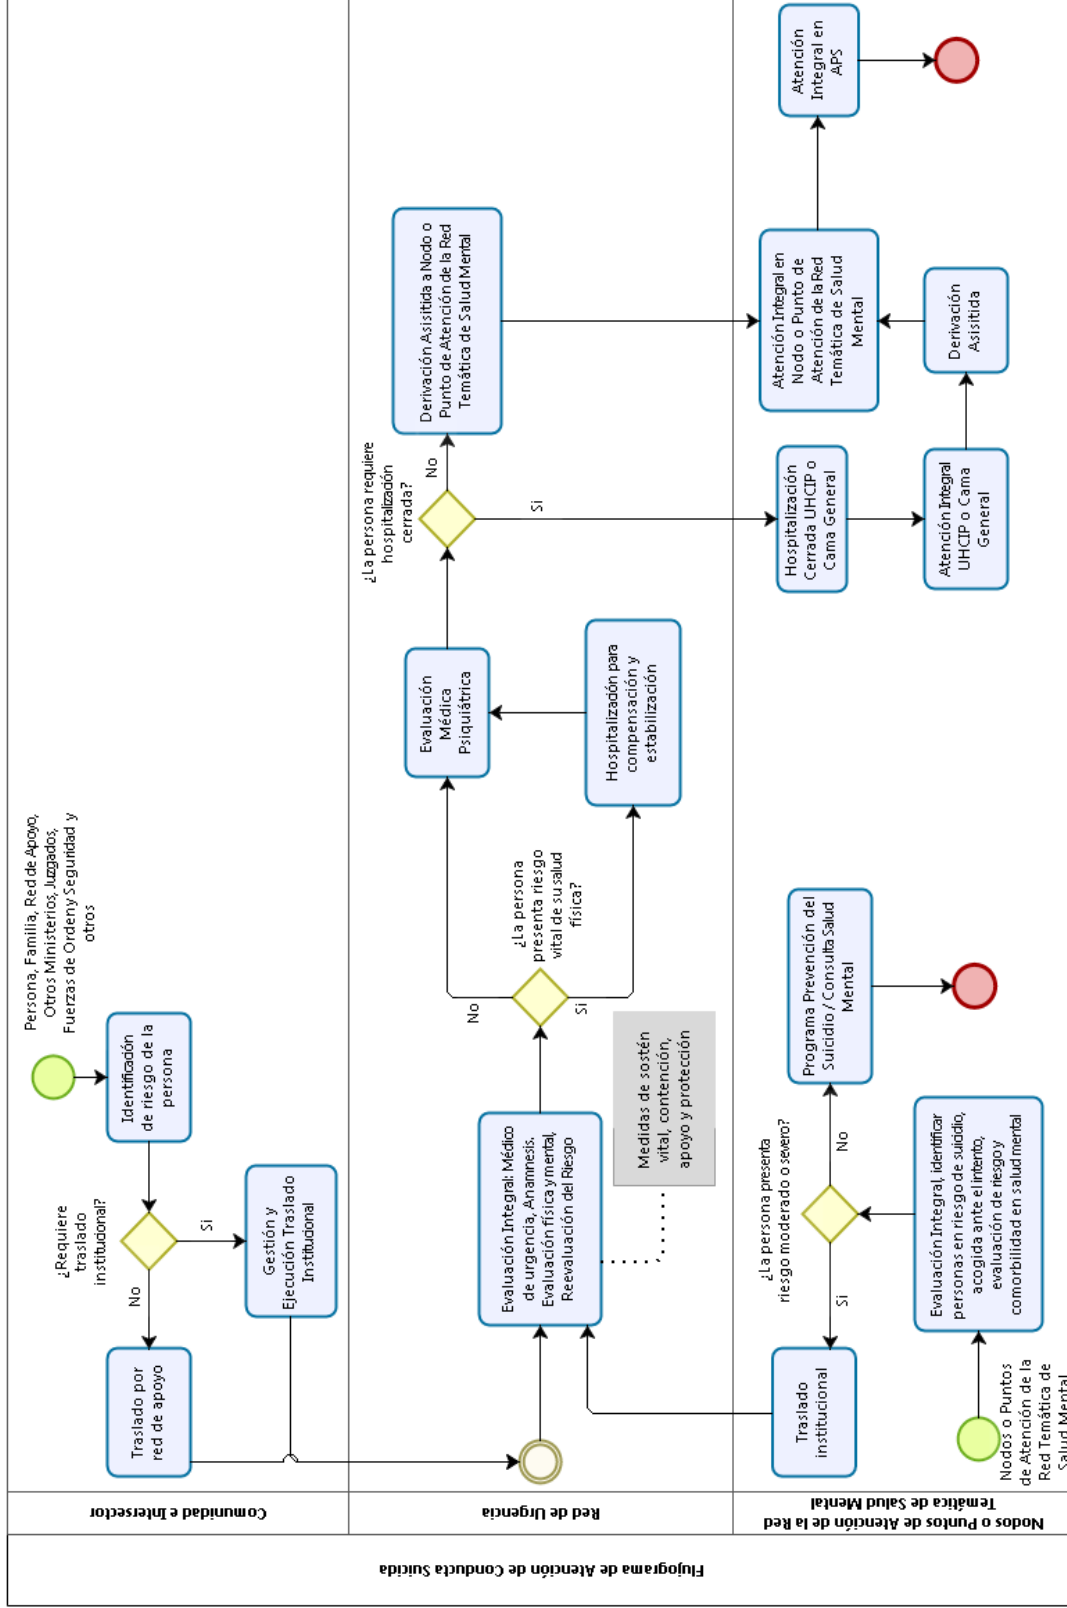 Flujograma de Atención de Conducta Suicida
Comunidad e Intersector
Persona, Familia, Red de Apoyo,
Otros Ministerios, Juzgados,
Fuerzas de Orden y Seguridad y
otros
Identificación
de riesgo de la
persona
¿Requiere
traslado
institucional?
No
Si
Traslado por
red de apoyo
Gestión y
Ejecución Traslado
Institucional
Red de Urgencia
Evaluación Integral: Médico
de urgencia, Anamnesis,
Evaluación física y mental,
Reevaluación del Riesgo
Medidas de sostén
vital, contención,
apoyo y protección
¿La persona
presenta riesgo
vital de su salud
física?
No
Si
Evaluación
Médica
Psiquiátrica
Hospitalización para
compensación y
estabilización
¿La persona requiere
hospitalización
cerrada?
No
Si
Derivación Asisitida a Nodo o
Punto de Atención de la Red
Temática de Salud Mental
Nodos o Puntos de Atención de la Red
Temática de Salud Mental
Nodos o Puntos
de Atención de la
Red Temática de
Salud Mental
Evaluación Integral, identificar
personas en riesgo de suicidio,
acogida ante el intento,
evaluación de riesgo y
comorbilidad en salud mental
¿La persona presenta
riesgo moderado o severo?
Si
No
Traslado
institucional
Programa Prevención del
Suicidio / Consulta Salud
Mental
Hospitalización
Cerrada UHCIP o
Cama General
Atención Integral
UHCIP o Cama
General
Derivación
Asisitida
Atención Integral en
Nodo o Punto de
Atención de la Red
Temática de Salud
Mental
Atención
Integral en
APS